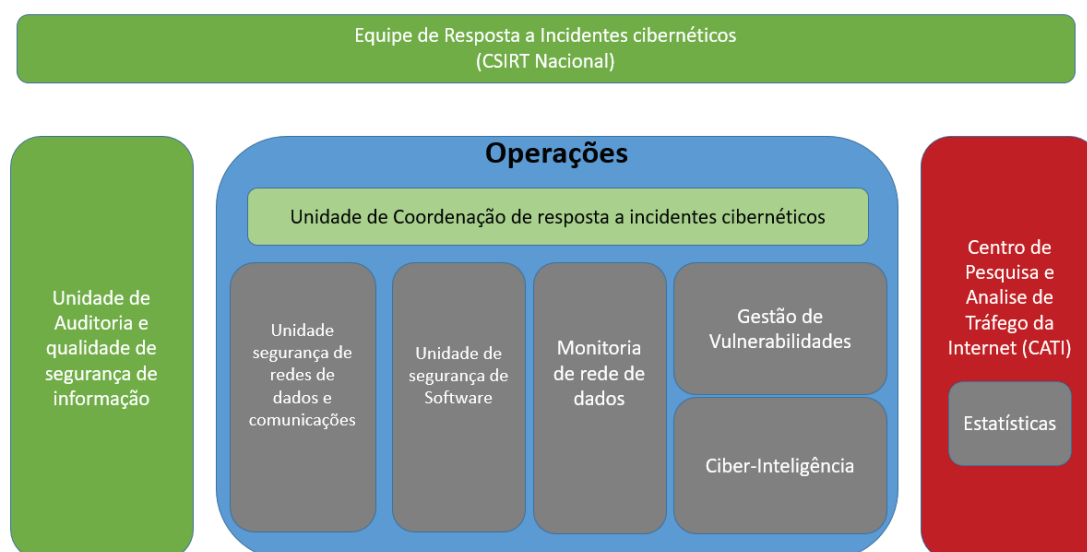 Equipe de Resposta a Incidentes cibernéticos
(CSIRT Nacional)
Unidade de
Auditoria e
qualidade de
segurança de
informação
Operações
Unidade de Coordenação de resposta a incidentes cibernéticos
Unidade
segurança de
redes de
dados e
comunicações
Unidade de
segurança de
Software
Monitoria
de rede de
dados
Gestão de
Vulnerabilidades
Ciber-Inteligência
Centro de
Pesquisa e
Analise de
Tráfego da
Internet (CATI)
Estatísticas